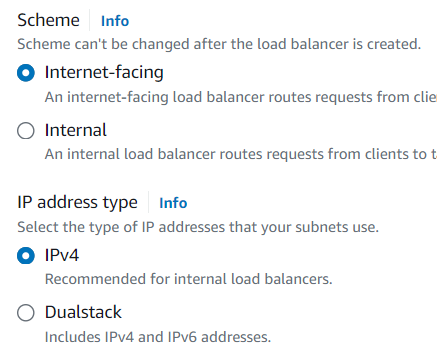 Scheme Info
Scheme can't be changed after the load balancer is created.
Internet-facing
An internet-facing load balancer routes requests from
Internal
An internal load balancer routes requests from clients to
IP address type Info
Select the type of IP addresses that your subnets use.
IPv4
Recommended for internal load balancers.
Dualstack
Includes IPv4 and IPv6 addresses.